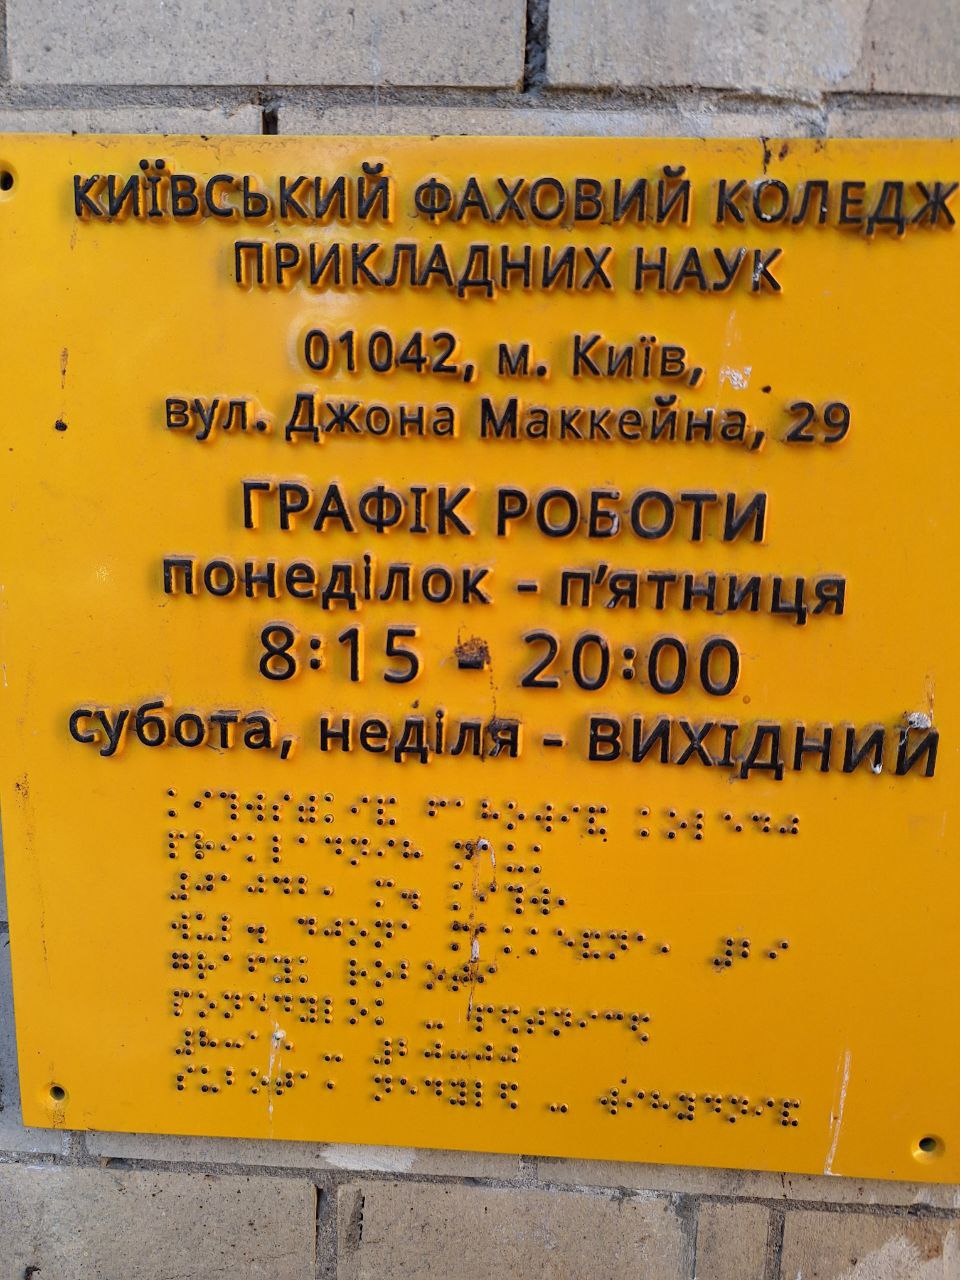 КИЇВСЬКИЙ ФАХОВИЙ КОЛЕДЖ
ПРИКЛАДНИХ НАУК
01042, м. Київ,
вул. Джона Маккейна, 29
ГРАФІК РОБОТИ
понеділок - п’ятниця
8:15 - 20:00
субота, неділя - ВИХІДНИЙ